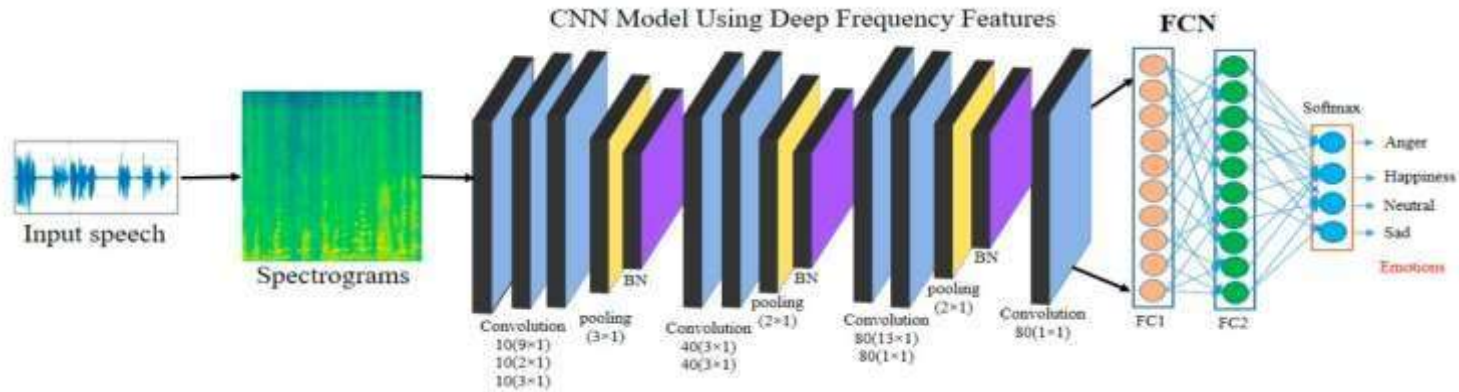 CNN Model Using Deep Frequency Features
FCN
Input speech
Spectrograms
Convolution
10(9×1)
10(2×1)
10(3×1)
pooling
(3×1)
BN
Convolution
40(3×1)
40(3×1)
pooling
(2×1)
BN
Convolution
80(13×1)
80(1×1)
pooling
(2×1)
BN
Convolution
80(1×1)
FC1
FC2
Softmax
Anger
Happiness
Neutral
Sad
Emotions